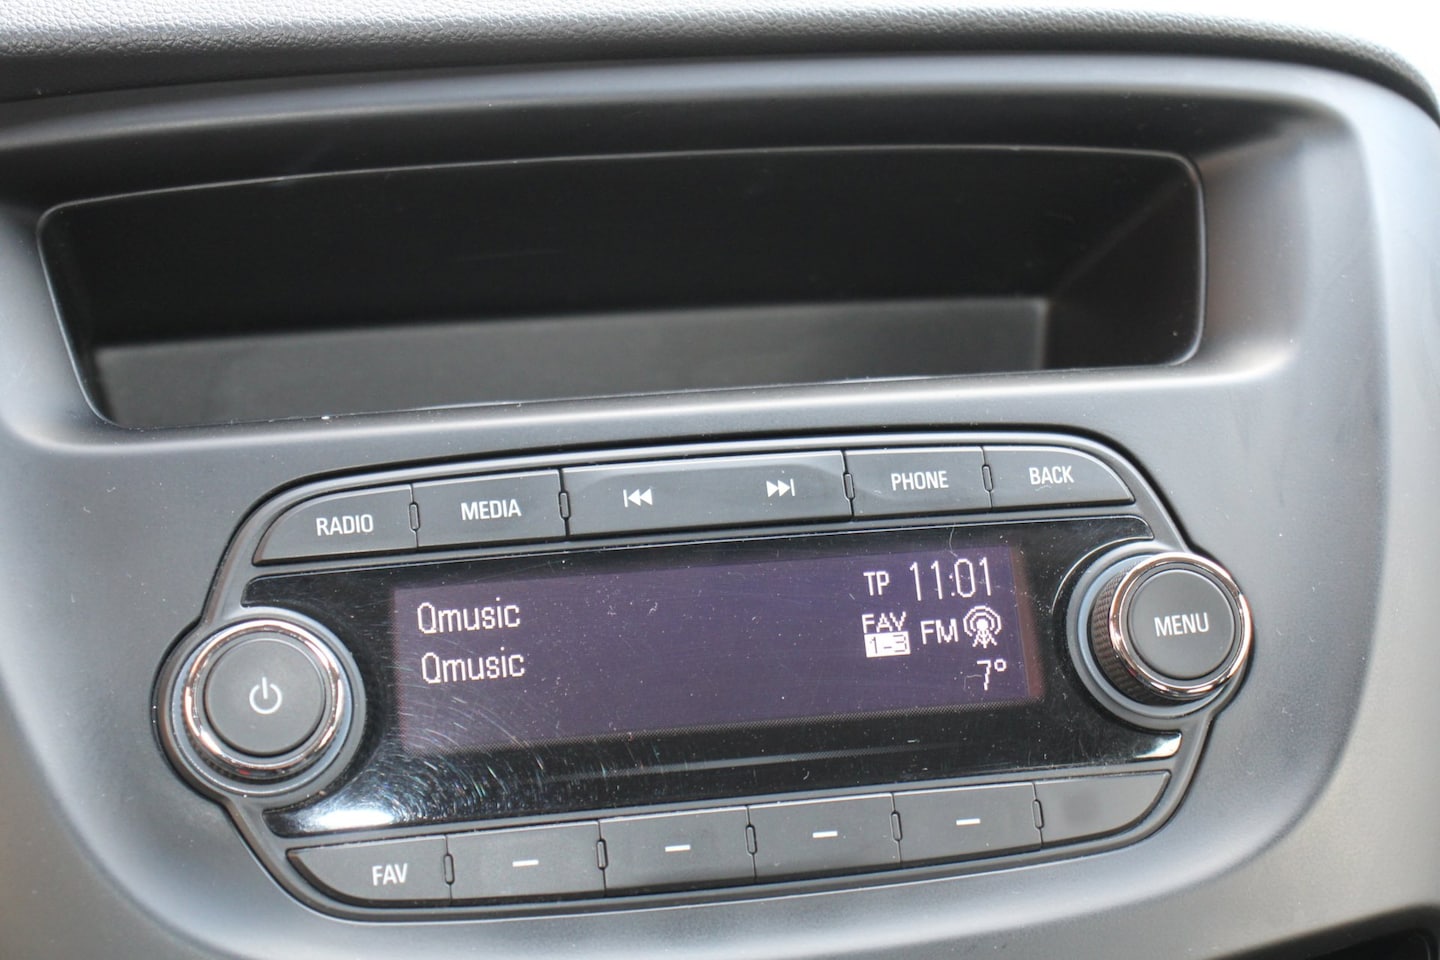 RADIO
MEDIA
PHONE
BACK
Qmusic
TP 11:01
FAV
1-3 FM
Qmusic
7°
MENU
FAV